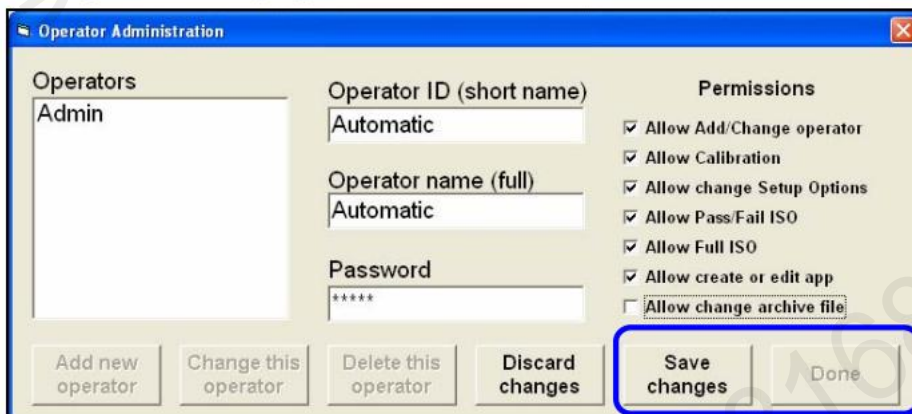 Operator Administration
Operators
Admin
Operator ID (short name)
Automatic
Operator name (full)
Automatic
Password
*****
Permissions
Allow Add/Change operator
Allow Calibration
Allow change Setup Options
Allow Pass/Fail ISO
Allow Full ISO
Allow create or edit app
Allow change archive file
Add new
operator
Change this
operator
Delete this
operator
Discard
changes
Save
changes
Done